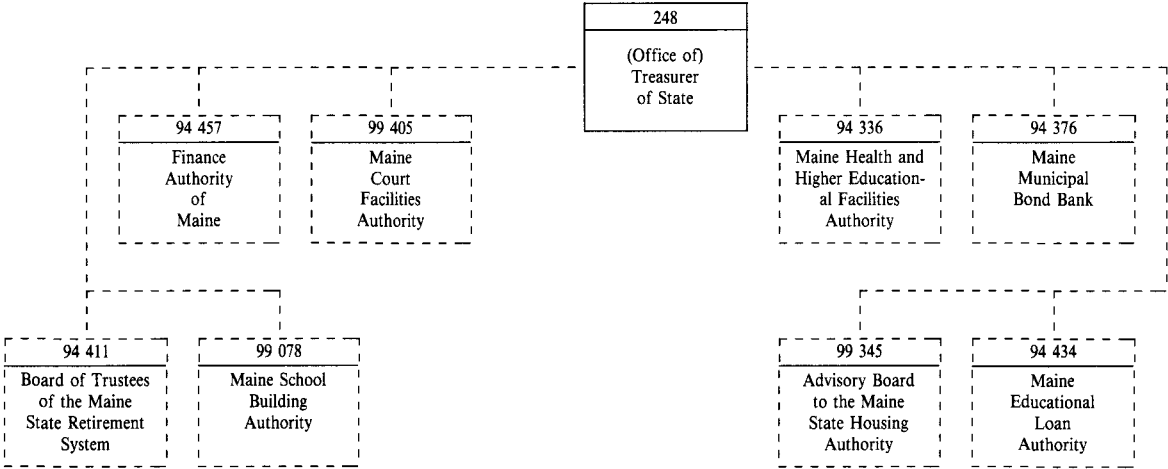 248
(Office of)
Treasurer
of State
94 457
Finance
Authority
of
Maine
99 405
Maine
Court
Facilities
Authority
94 336
Maine Health and
Higher Education-
al Facilities
Authority
94 376
Maine
Municipal
Bond Bank
94 411
Board of Trustees
of the Maine
State Retirement
System
99 078
Maine School
Building
Authority
99 345
Advisory Board
to the Maine
State Housing
Authority
94 434
Maine
Educational
Loan
Authority